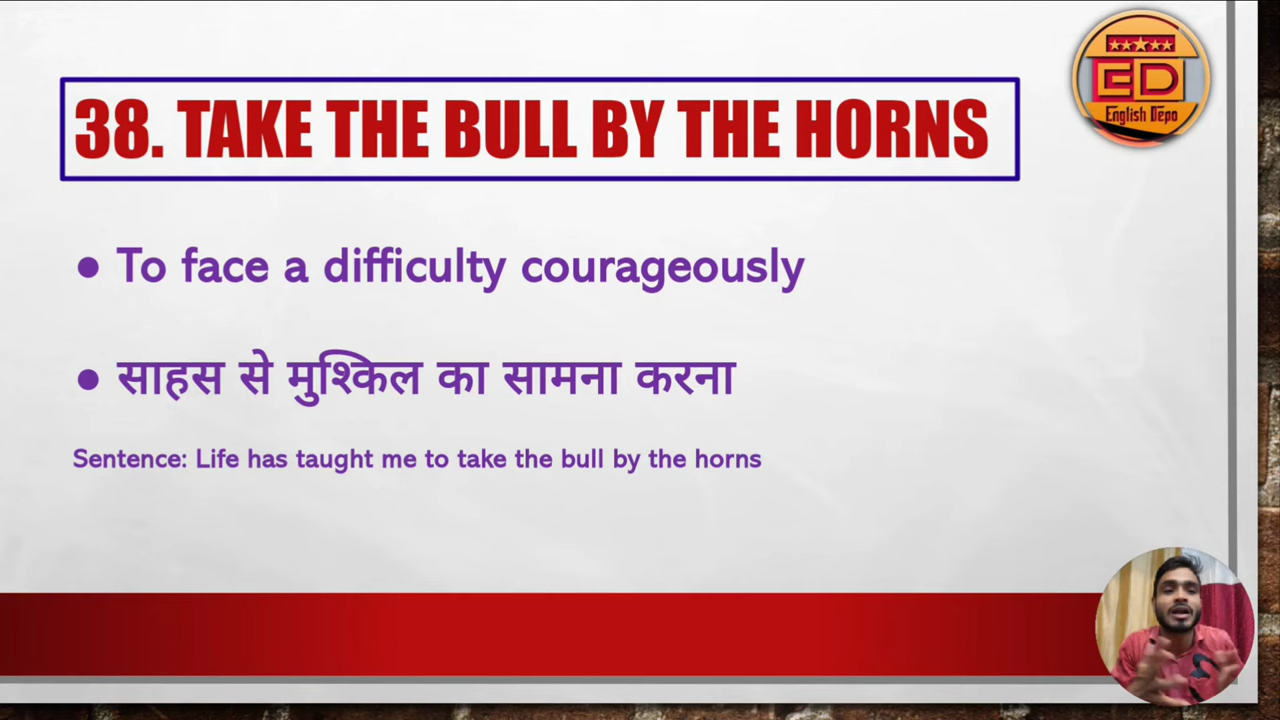 38. TAKE THE BULL BY THE HORNS
ED
English Depo
• To face a difficulty courageously
• साहस से मुश्किल का सामना करना
Sentence: Life has taught me to take the bull by the horns